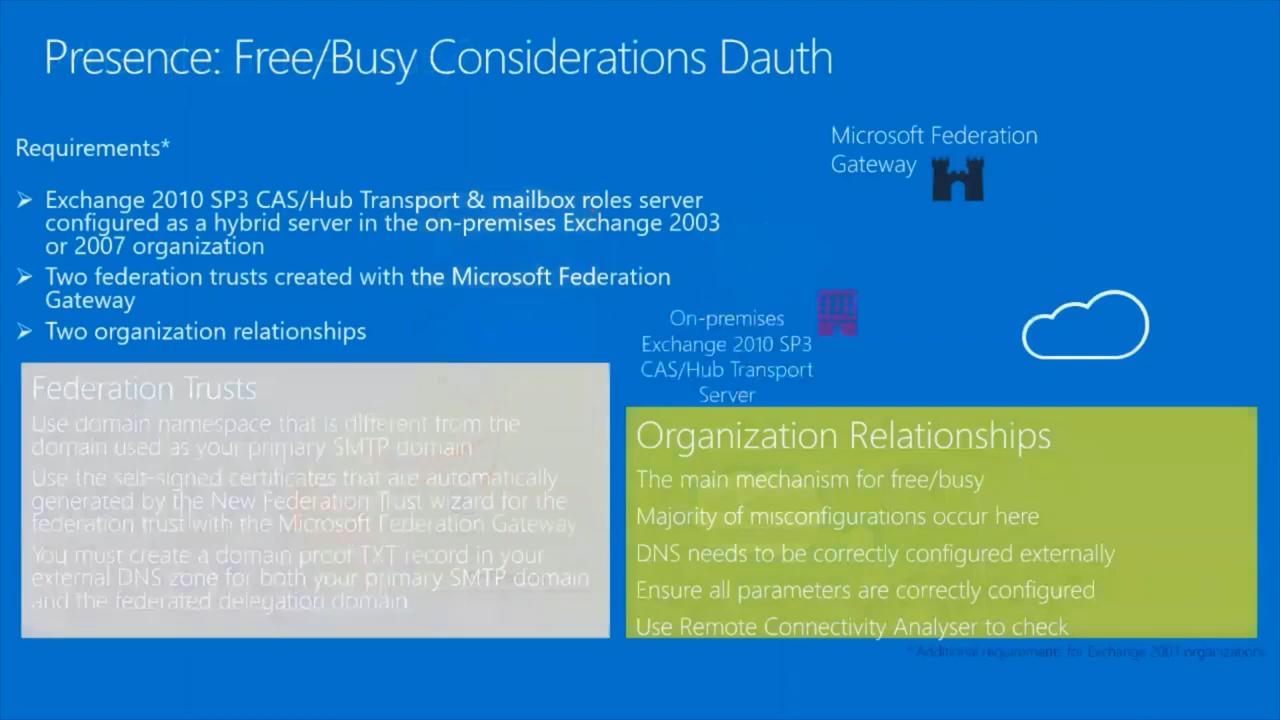 Presence: Free/Busy Considerations Dauth
Requirements*
➢ Exchange 2010 SP3 CAS/Hub Transport & mailbox roles server
configured as a hybrid server in the on-premises Exchange 2003
or 2007 organization
➢ Two federation trusts created with the Microsoft Federation
Gateway
➢ Two organization relationships
Microsoft Federation
Gateway
On-premises
Exchange 2010 SP3
CAS/Hub Transport
Server
Federation Trusts
Use domain namespace that is different from the
domain used as your primary SMTP domain
Use the self-signed certificates that are automatically
generated by the New Federation Trust wizard for the
federation trust with the Microsoft Federation Gateway
You must create a domain proof TXT record in your
external DNS zone for both your primary SMTP domain
and the federated delegation domain
Organization Relationships
The main mechanism for free/busy
Majority of misconfigurations occur here
DNS needs to be correctly configured externally
Ensure all parameters are correctly configured
Use Remote Connectivity Analyser to check
* Additional requirements for Exchange 2003 organizations